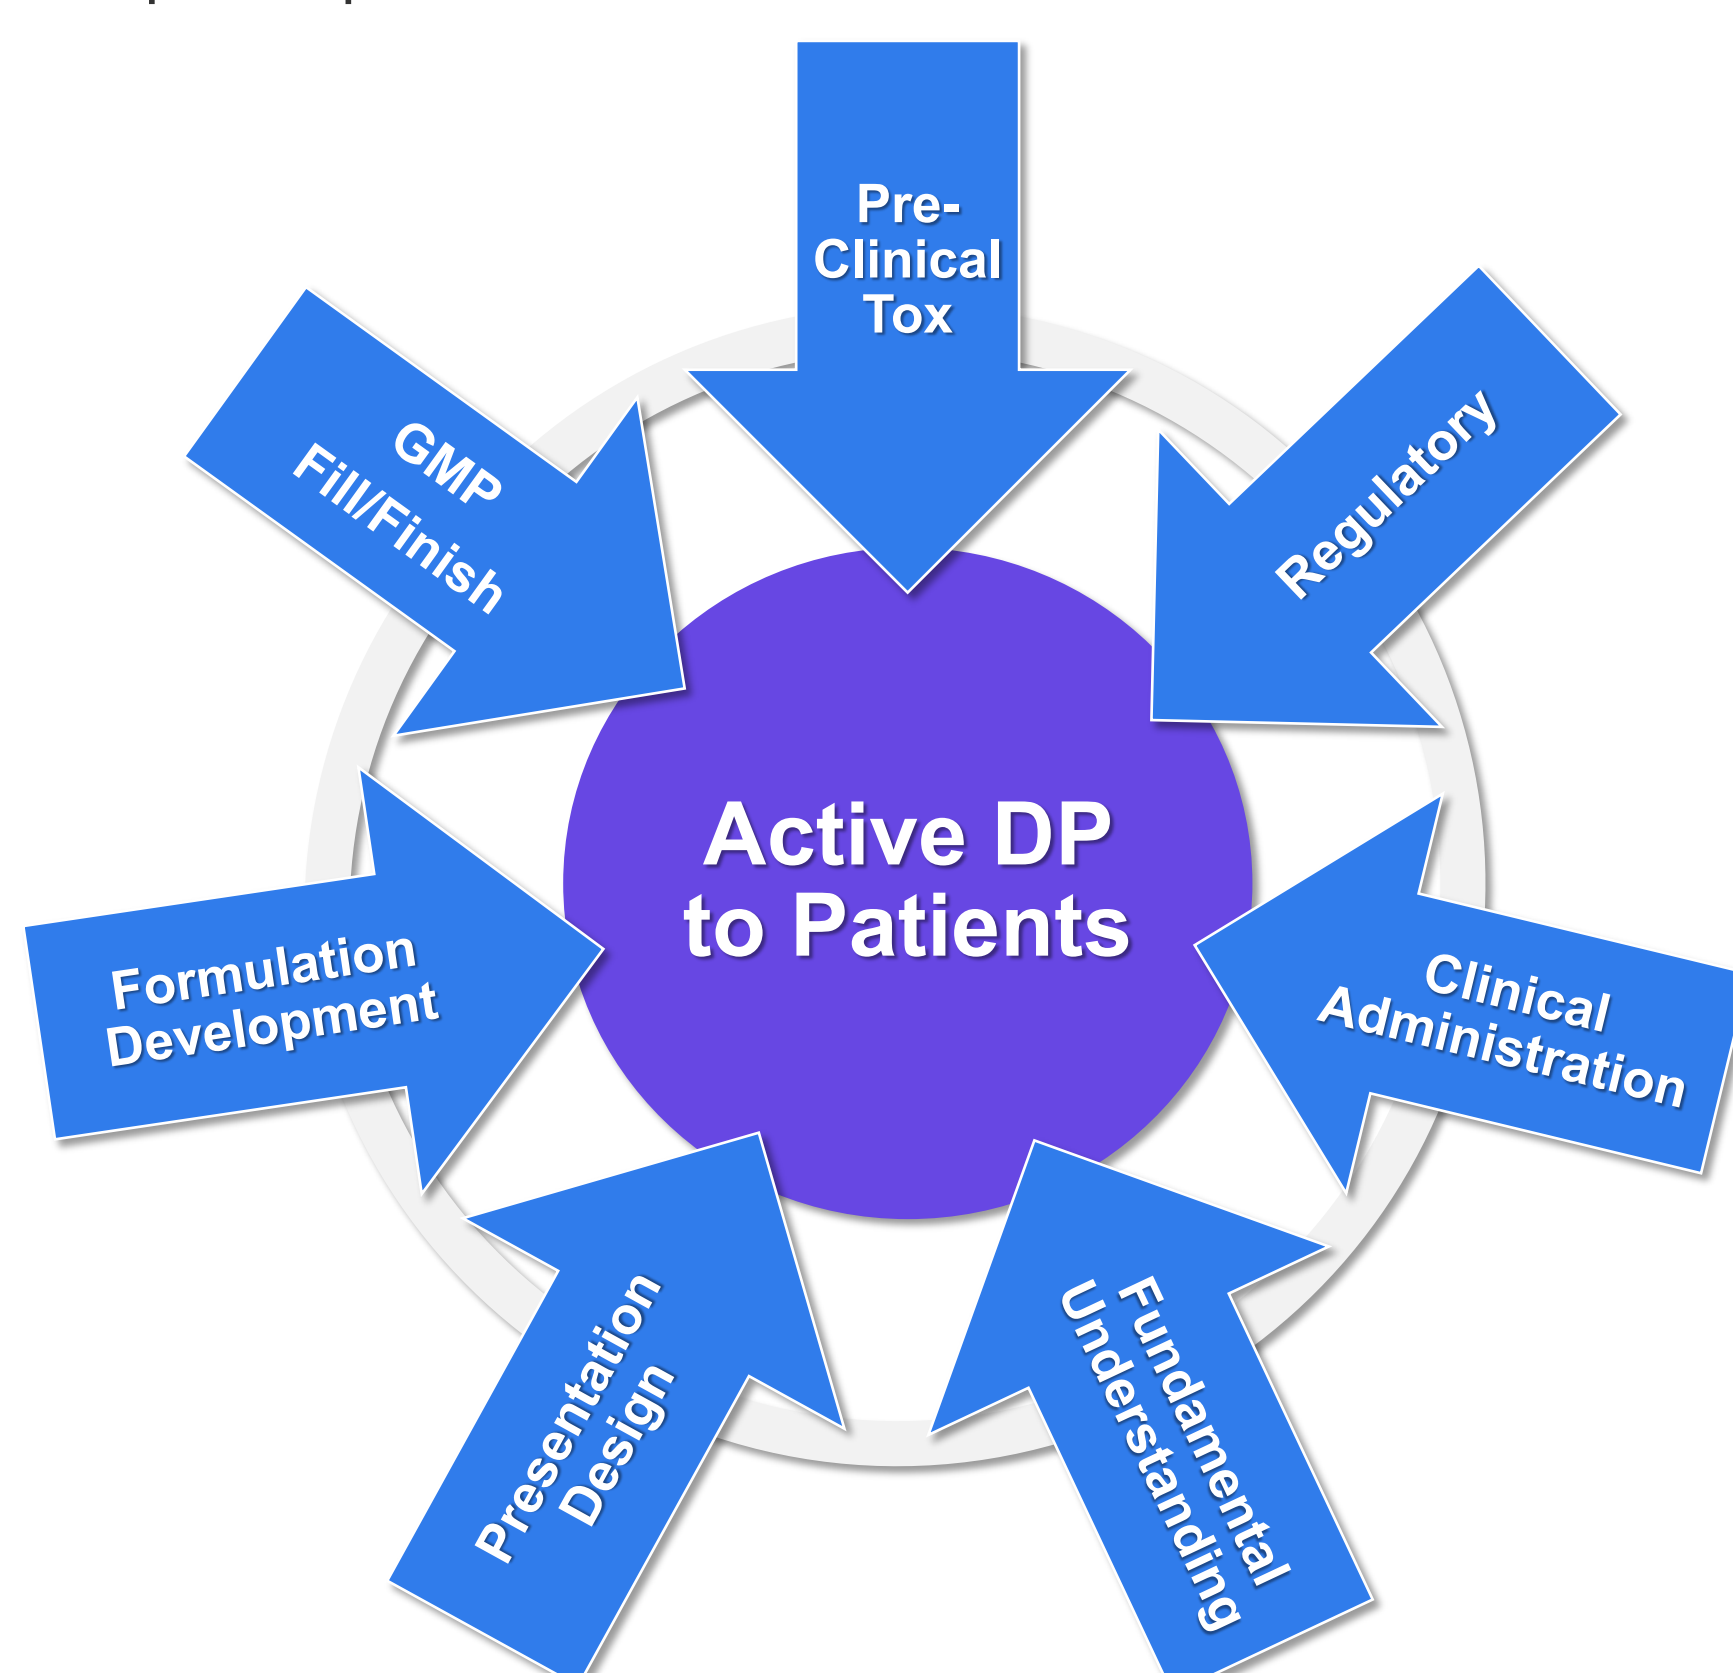 Pre-
Clinical
Tox
Regulatory
Clinical
Administration
Fundamental
Understanding
Presentation
Design
Formulation
Development
GMP
Fill/Finish
Active DP
to Patients